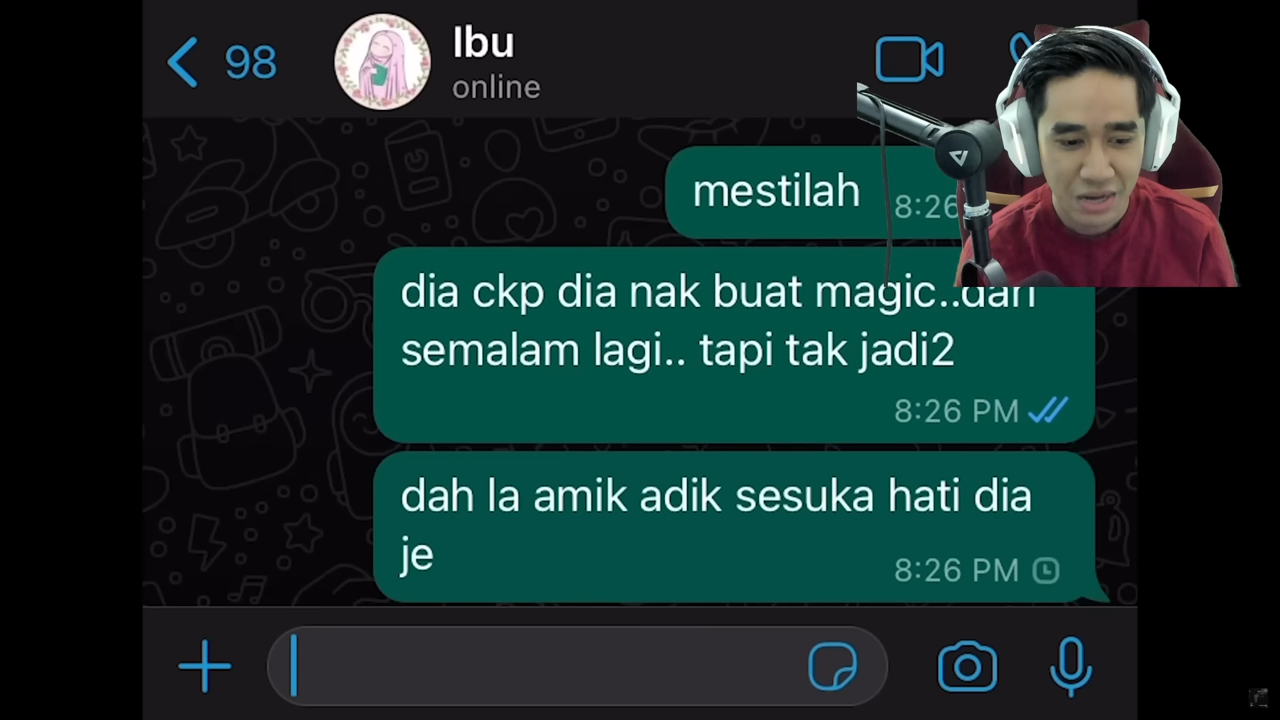 98
Ibu
online
mestilah
8:26
dia ckp dia nak buat magic..dari
semalam lagi.. tapi tak jadi2
8:26 PM
dah la amik adik sesuka hati dia
je
8:26 PM